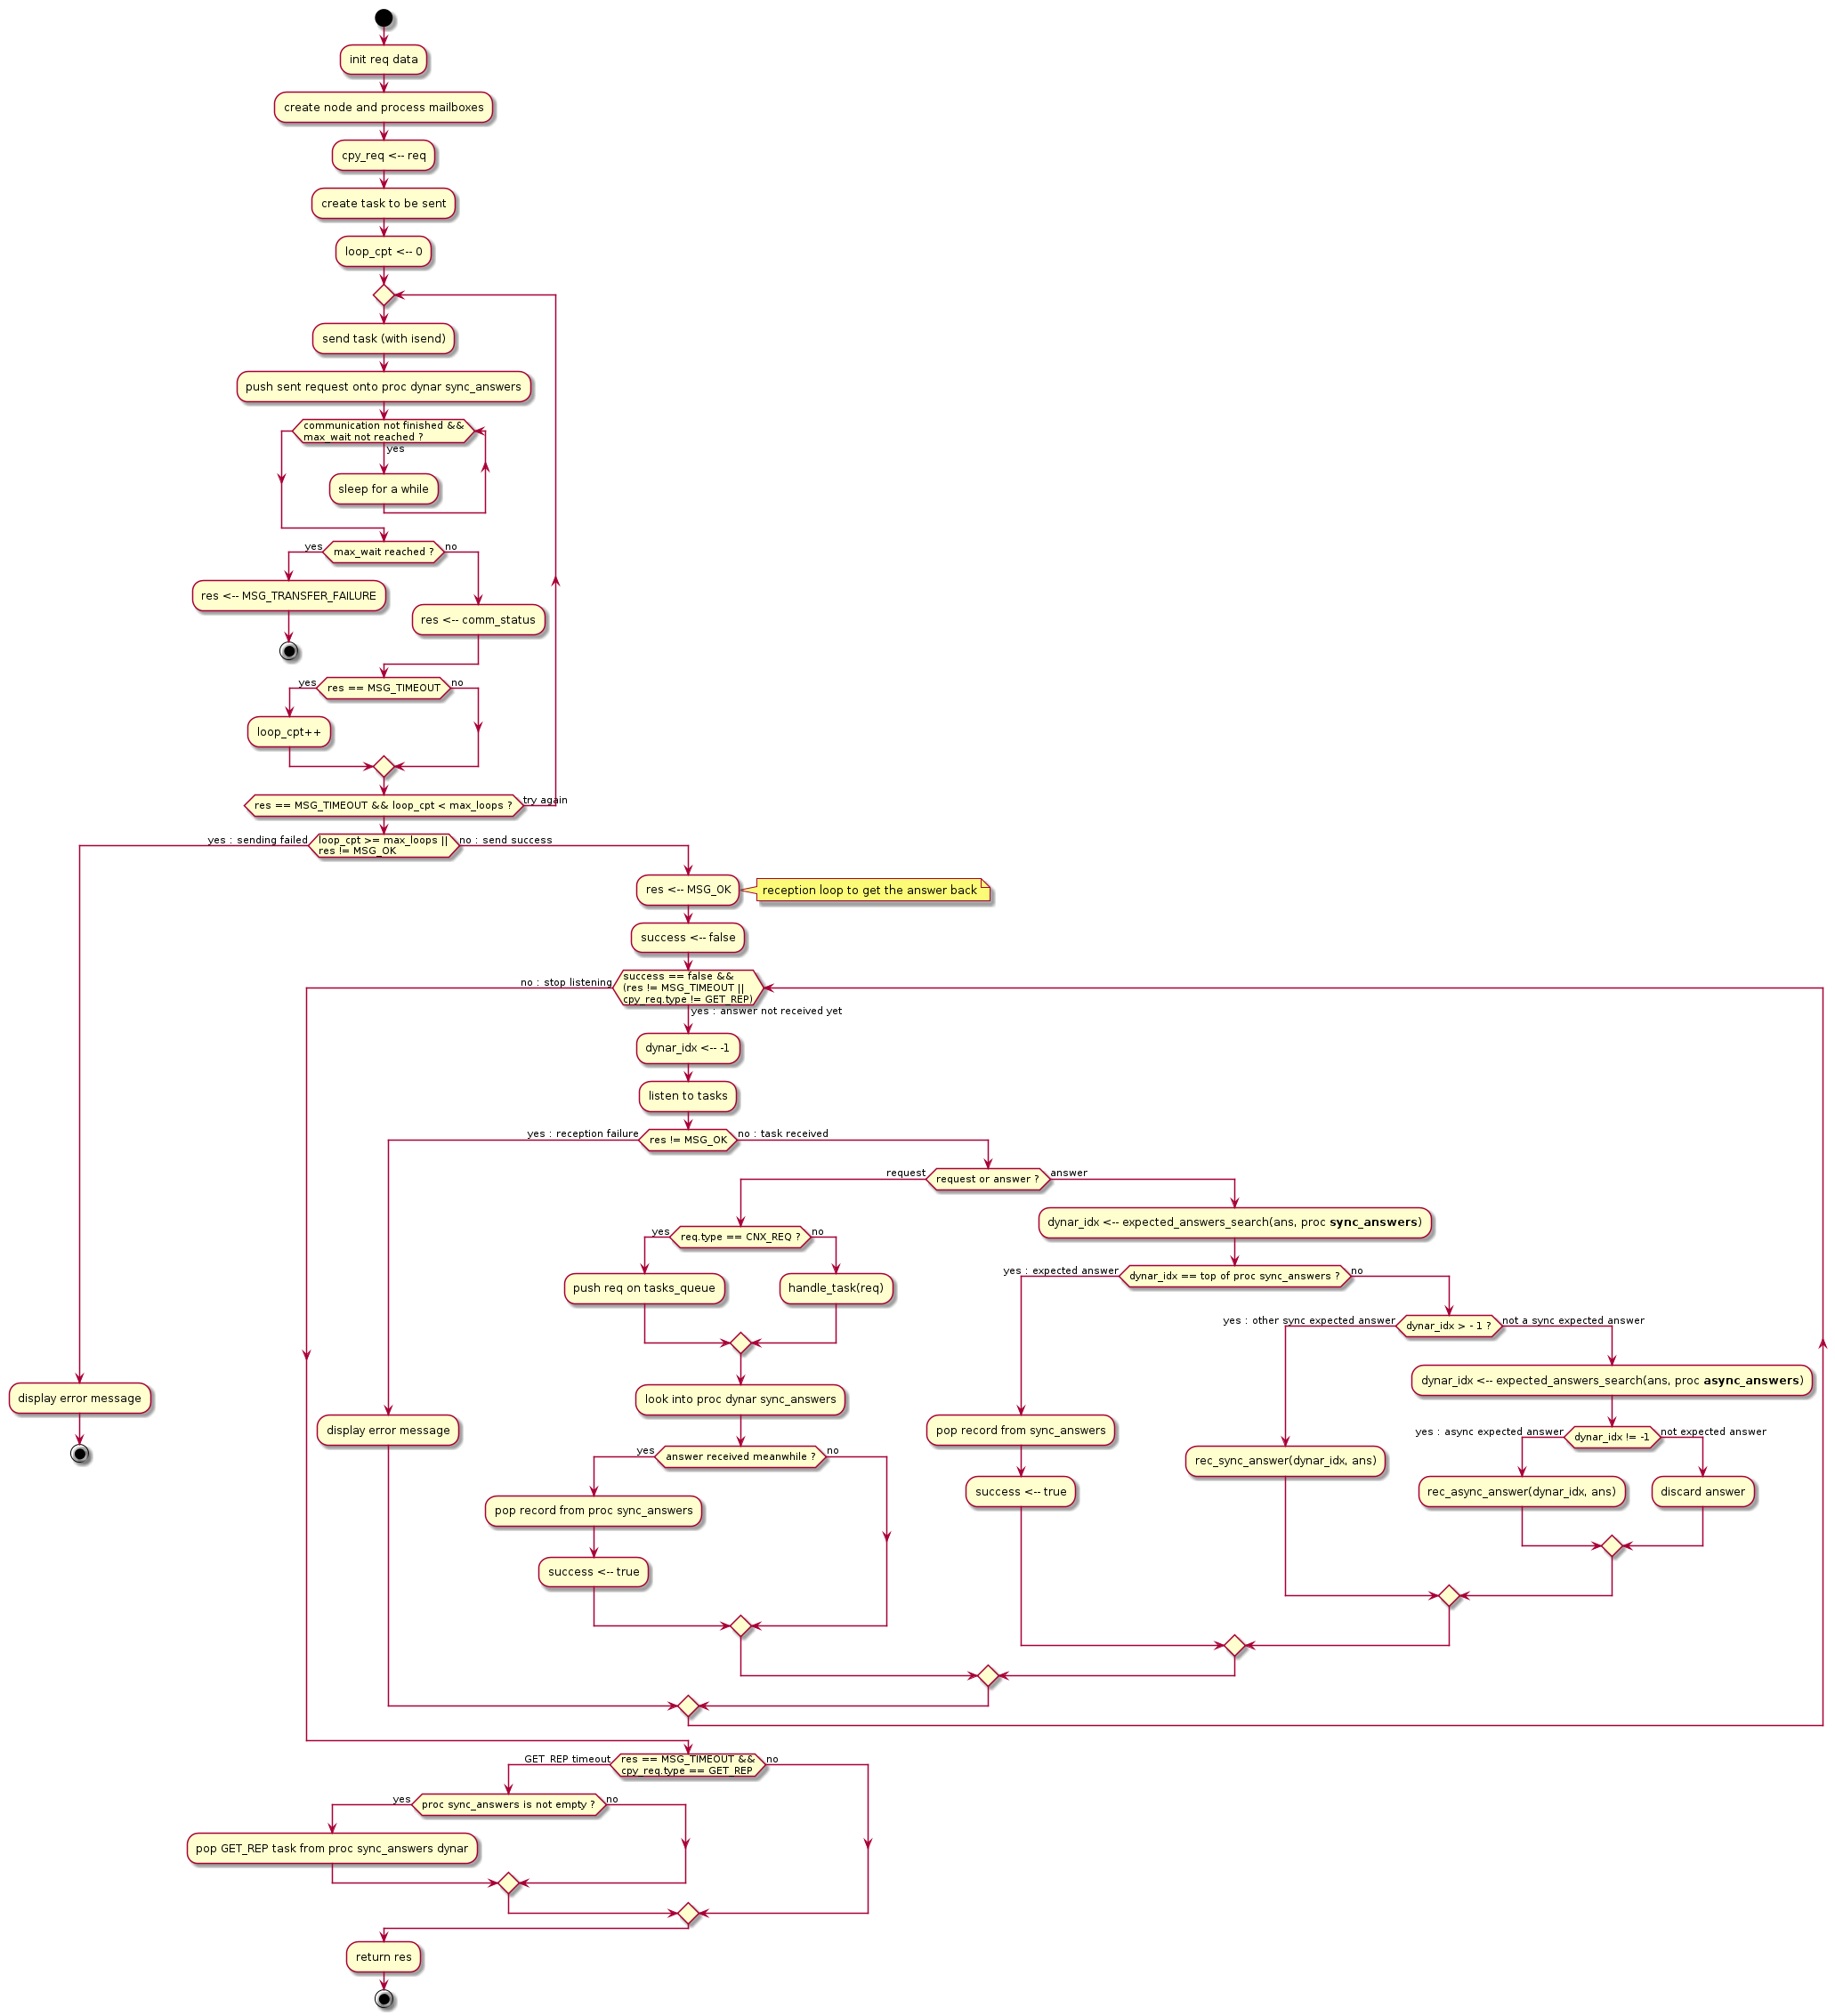 init req data
create node and process mailboxes
cpy_req <-- req
create task to be sent
loop_cpt <-- 0
send task (with isend)
push sent request onto proc dynar sync_answers
communication not finished &&
max_wait not reached ?
yes
sleep for a while
yes
max_wait reached ?
no
res <-- MSG_TRANSFER_FAILURE
res <-- comm_status
yes
res == MSG_TIMEOUT
no
loop_cpt++
res == MSG_TIMEOUT && loop_cpt < max_loops ?
try again
yes : sending failed
loop_cpt >= max_loops ||
res != MSG_OK
no : send success
res <-- MSG_OK
reception loop to get the answer back
success <-- false
no : stop listening
success == false &&
(res != MSG_TIMEOUT ||
cpy_req.type != GET_REP)
yes : answer not received yet
dynar_idx <-- -1
listen to tasks
yes : reception failure
res != MSG_OK
no : task received
request
request or answer ?
answer
dynar_idx <-- expected_answers_search(ans, proc sync_answers)
yes
req.type == CNX_REQ ?
no
push req on tasks_queue
handle_task(req)
yes : expected answer
dynar_idx == top of proc sync_answers ?
no
yes : other sync expected answer
dynar_idx > - 1 ?
not a sync expected answer
dynar_idx <-- expected_answers_search(ans, proc async_answers)
display error message
look into proc dynar sync_answers
display error message
pop record from sync_answers
yes : async expected answer
dynar_idx != -1
not expected answer
yes
answer received meanwhile ?
no
rec_sync_answer(dynar_idx, ans)
success <-- true
rec_async_answer(dynar_idx, ans)
discard answer
pop record from proc sync_answers
success <-- true
GET_REP timeout
res == MSG_TIMEOUT &&
cpy_req.type == GET_REP
no
yes
proc sync_answers is not empty ?
no
pop GET_REP task from proc sync_answers dynar
return res